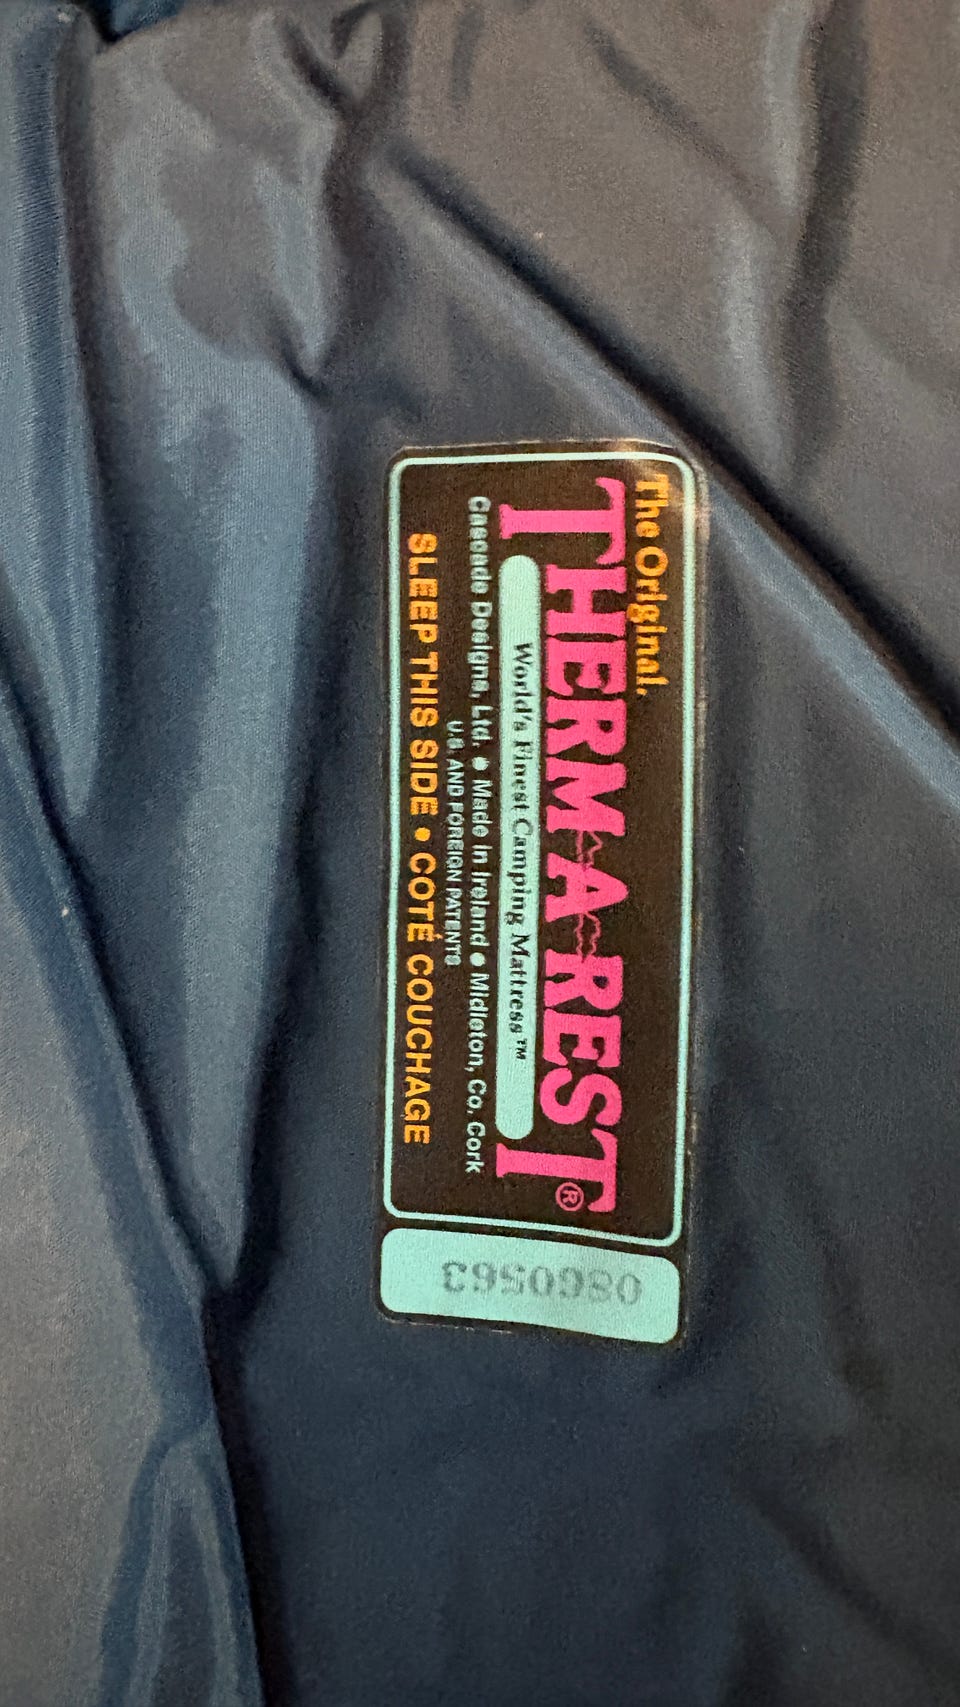 The Original.
THERM A REST®
World's Finest Camping Mattress™
Cascade Designs, Ltd. ● Made in Ireland ● Midleton, Co. Cork
U.S. AND FOREIGN PATENTS
SLEEP THIS SIDE ● COTÉ COUCHAGE
0860563